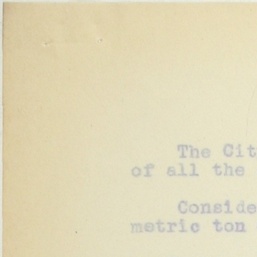 The Cit
of all the
Conside
metric ton